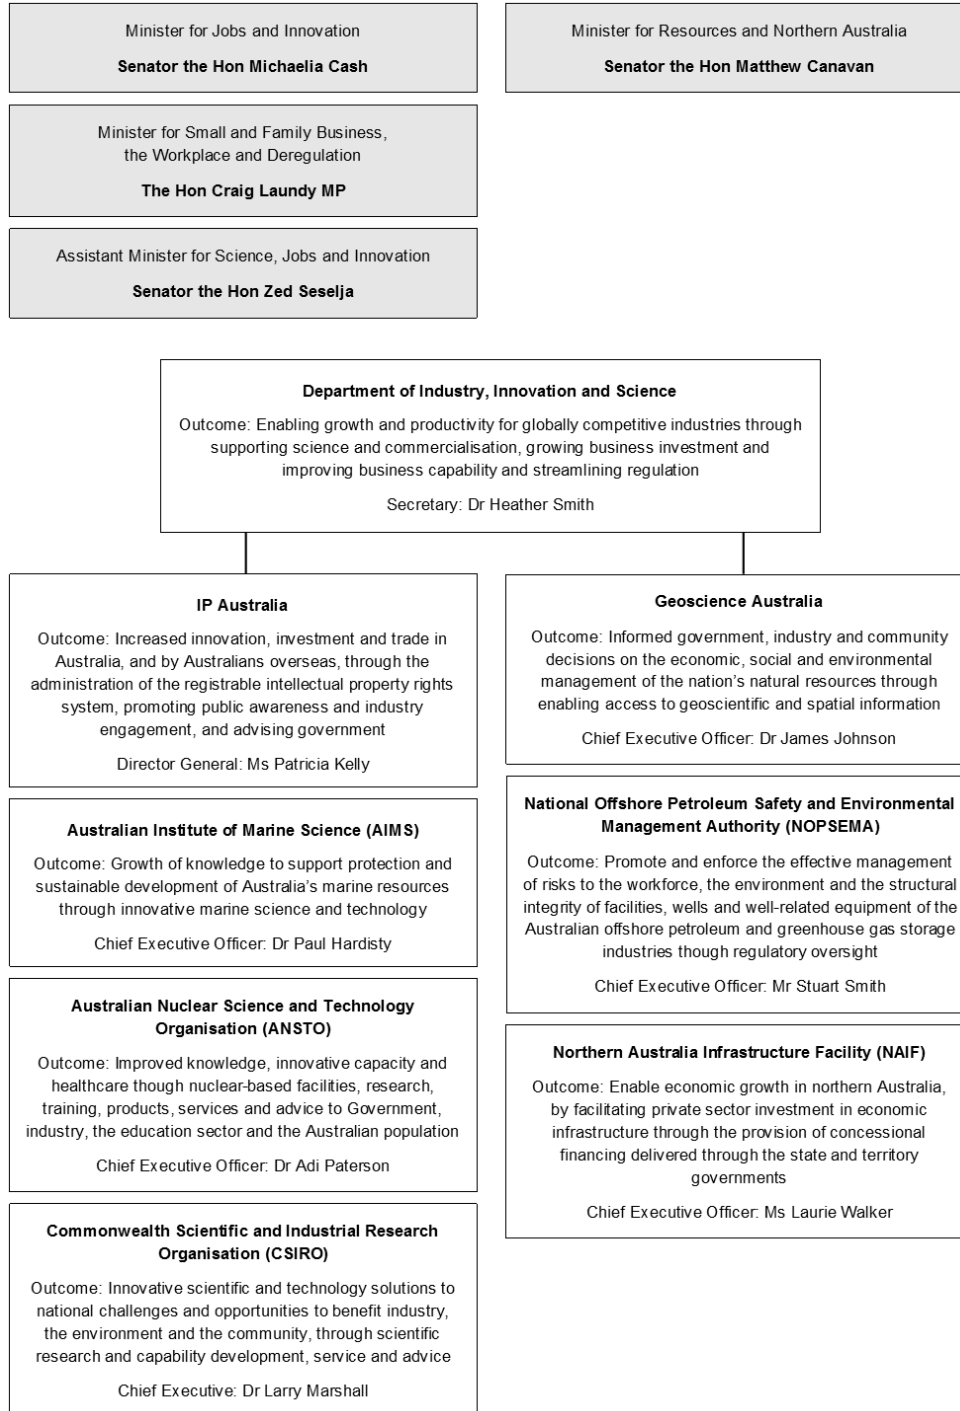 Minister for Jobs and Innovation
Senator the Hon Michaelia Cash
Minister for Resources and Northern Australia
Senator the Hon Matthew Canavan
Minister for Small and Family Business,
the Workplace and Deregulation
The Hon Craig Laundy MP
Assistant Minister for Science, Jobs and Innovation
Senator the Hon Zed Seselja
Department of Industry, Innovation and Science
Outcome: Enabling growth and productivity for globally competitive industries through
supporting science and commercialisation, growing business investment and
improving business capability and streamlining regulation
Secretary: Dr Heather Smith
IP Australia
Outcome: Increased innovation, investment and trade in
Australia, and by Australians overseas, through the
administration of the registrable intellectual property rights
system, promoting public awareness and industry
engagement, and advising government
Director General: Ms Patricia Kelly
Australian Institute of Marine Science (AIMS)
Outcome: Growth of knowledge to support protection and
sustainable development of Australia's marine resources
through innovative marine science and technology
Chief Executive Officer: Dr Paul Hardisty
Australian Nuclear Science and Technology
Organisation (ANSTO)
Outcome: Improved knowledge, innovative capacity and
healthcare though nuclear-based facilities, research,
training, products, services and advice to Government,
industry, the education sector and the Australian population
Chief Executive Officer: Dr Adi Paterson
Commonwealth Scientific and Industrial Research
Organisation (CSIRO)
Outcome: Innovative scientific and technology solutions to
national challenges and opportunities to benefit industry,
the environment and the community, through scientific
research and capability development, service and advice
Chief Executive: Dr Larry Marshall
Geoscience Australia
Outcome: Informed government, industry and community
decisions on the economic, social and environmental
management of the nation's natural resources through
enabling access to geoscientific and spatial information
Chief Executive Officer: Dr James Johnson
National Offshore Petroleum Safety and Environmental
Management Authority (NOPSEMA)
Outcome: Promote and enforce the effective management
of risks to the workforce, the environment and the structural
integrity of facilities, wells and well-related equipment of the
Australian offshore petroleum and greenhouse gas storage
industries though regulatory oversight
Chief Executive Officer: Mr Stuart Smith
Northern Australia Infrastructure Facility (NAIF)
Outcome: Enable economic growth in northern Australia,
by facilitating private sector investment in economic
infrastructure through the provision of concessional
financing delivered through the state and territory
governments
Chief Executive Officer: Ms Laurie Walker